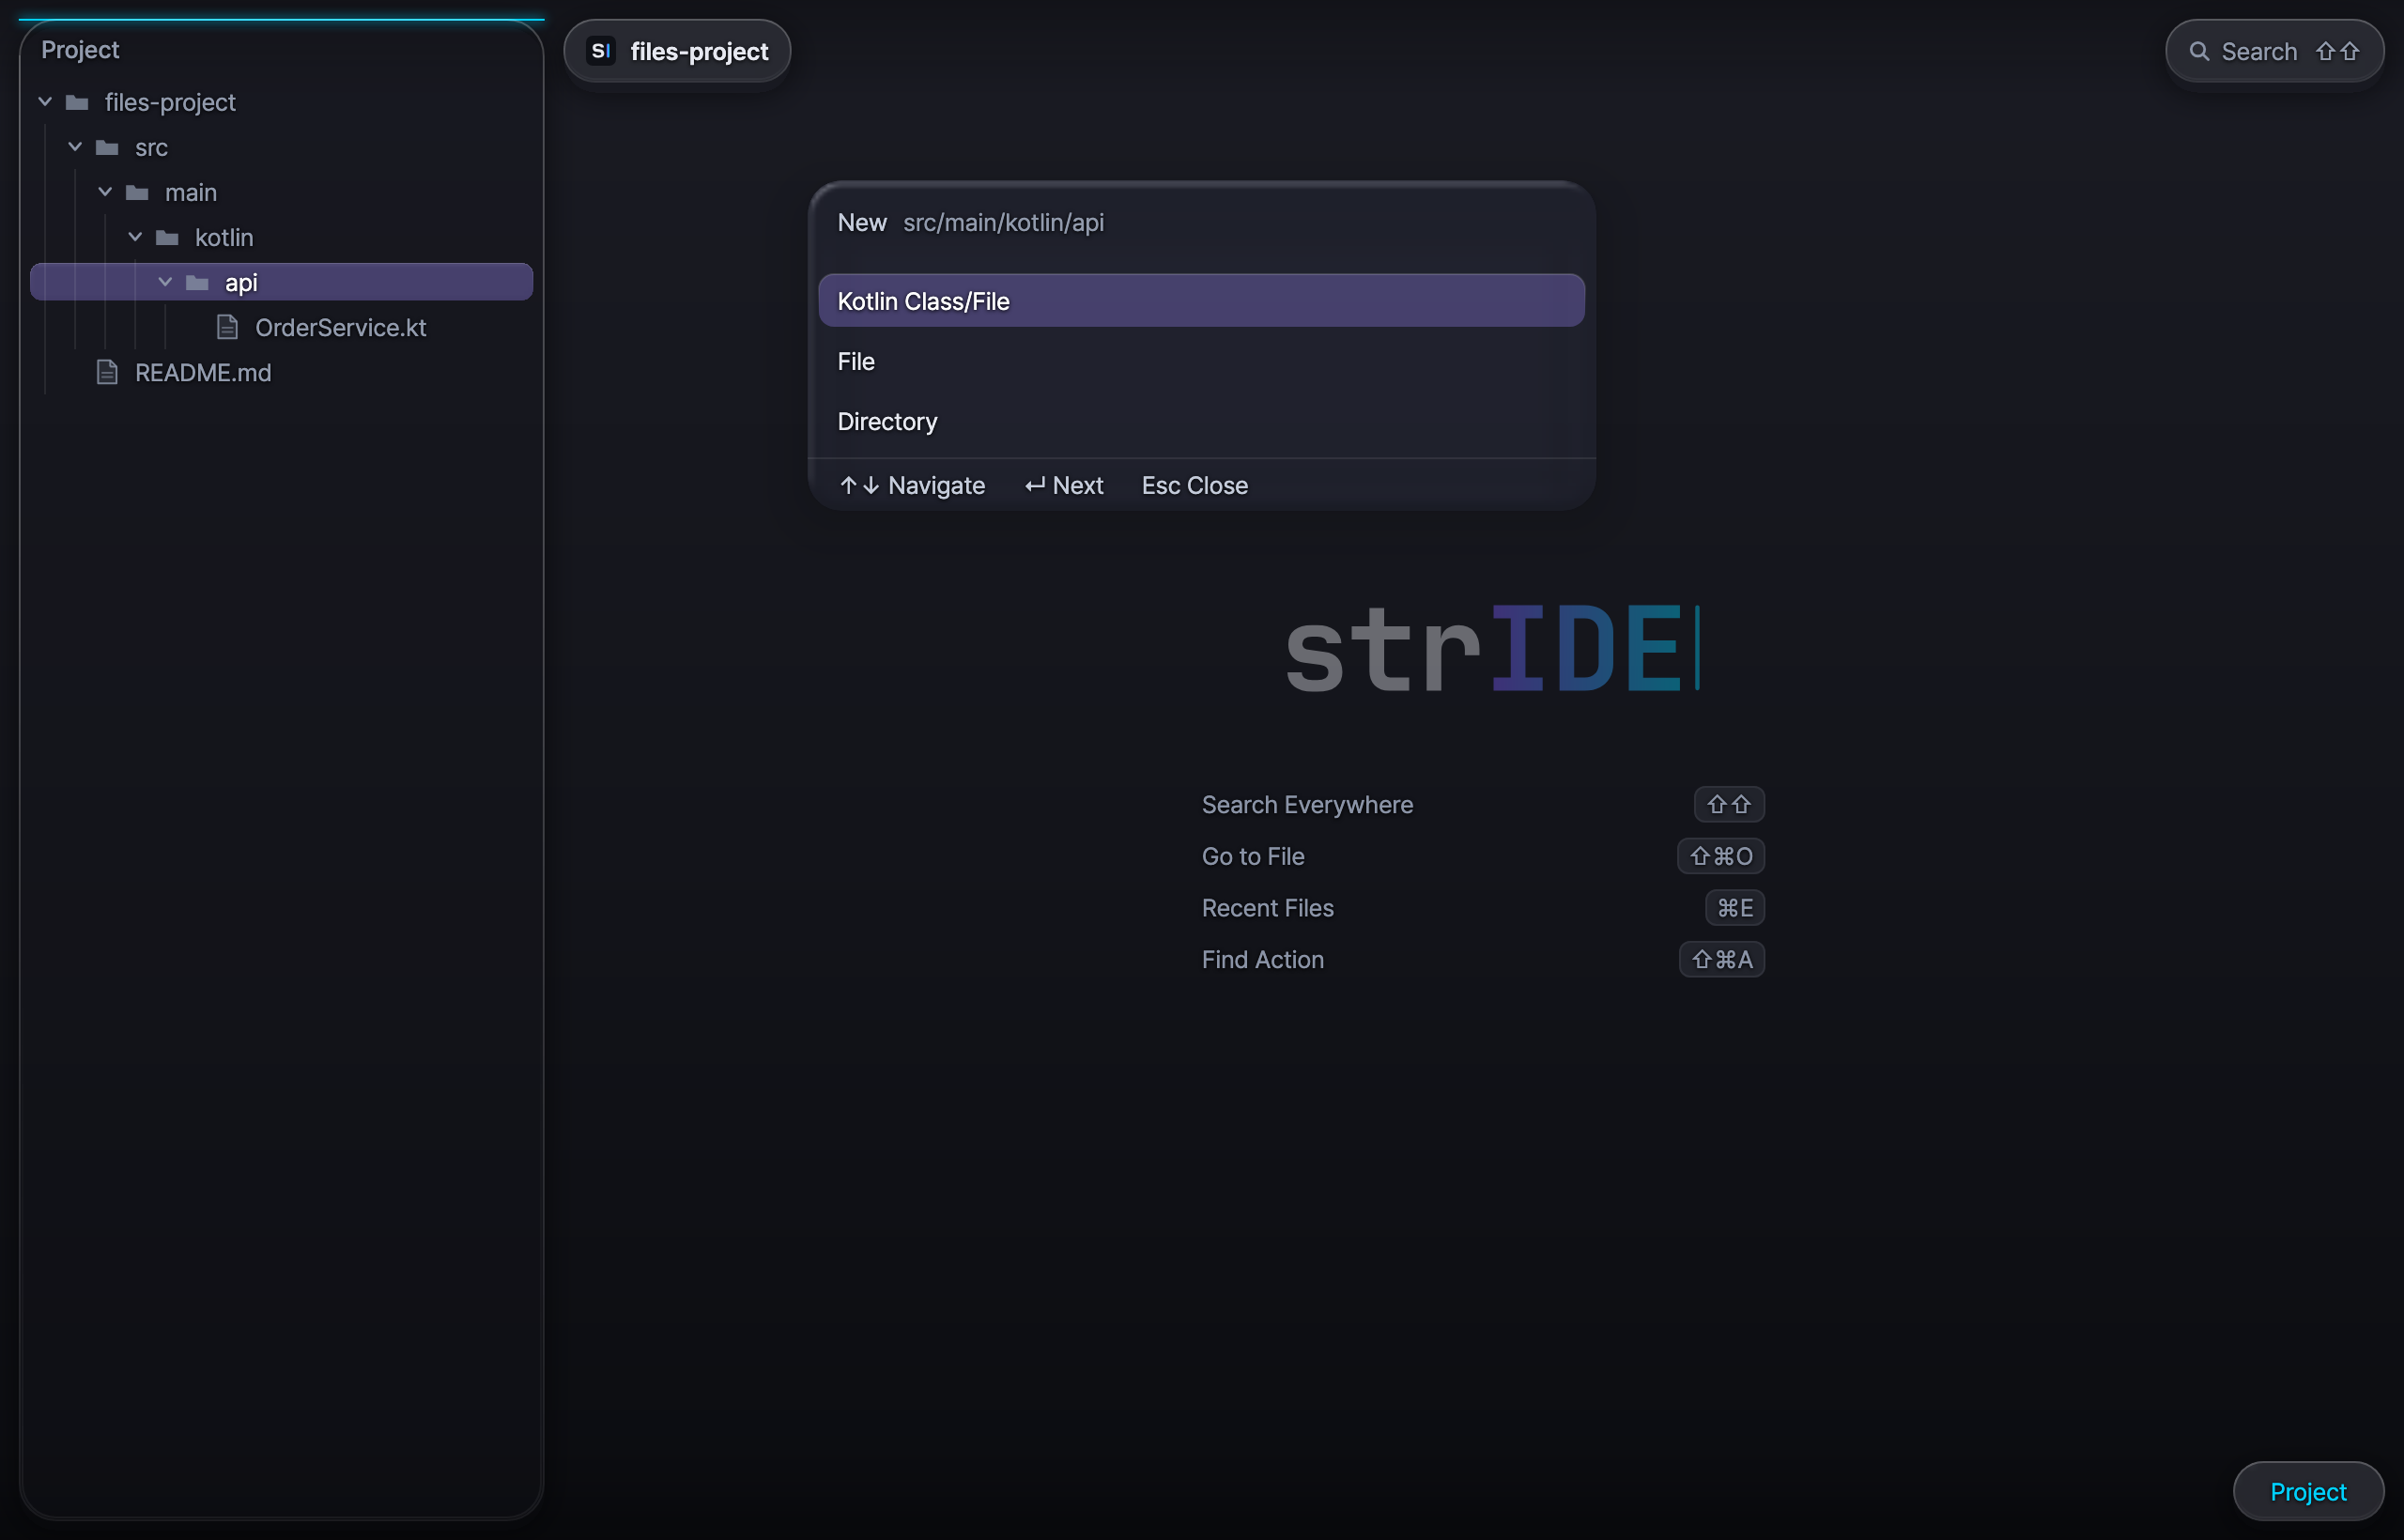 Project
files-project
src
main
kotlin
api
OrderService.kt
README.md
SI files-project
Search ⇧⇧
New src/main/kotlin/api
Kotlin Class/File
File
Directory
↑↓ Navigate ↵ Next Esc Close
strIDE
Search Everywhere ⇧⇧
Go to File ⇧⌘O
Recent Files ⌘E
Find Action ⇧⌘A
Project